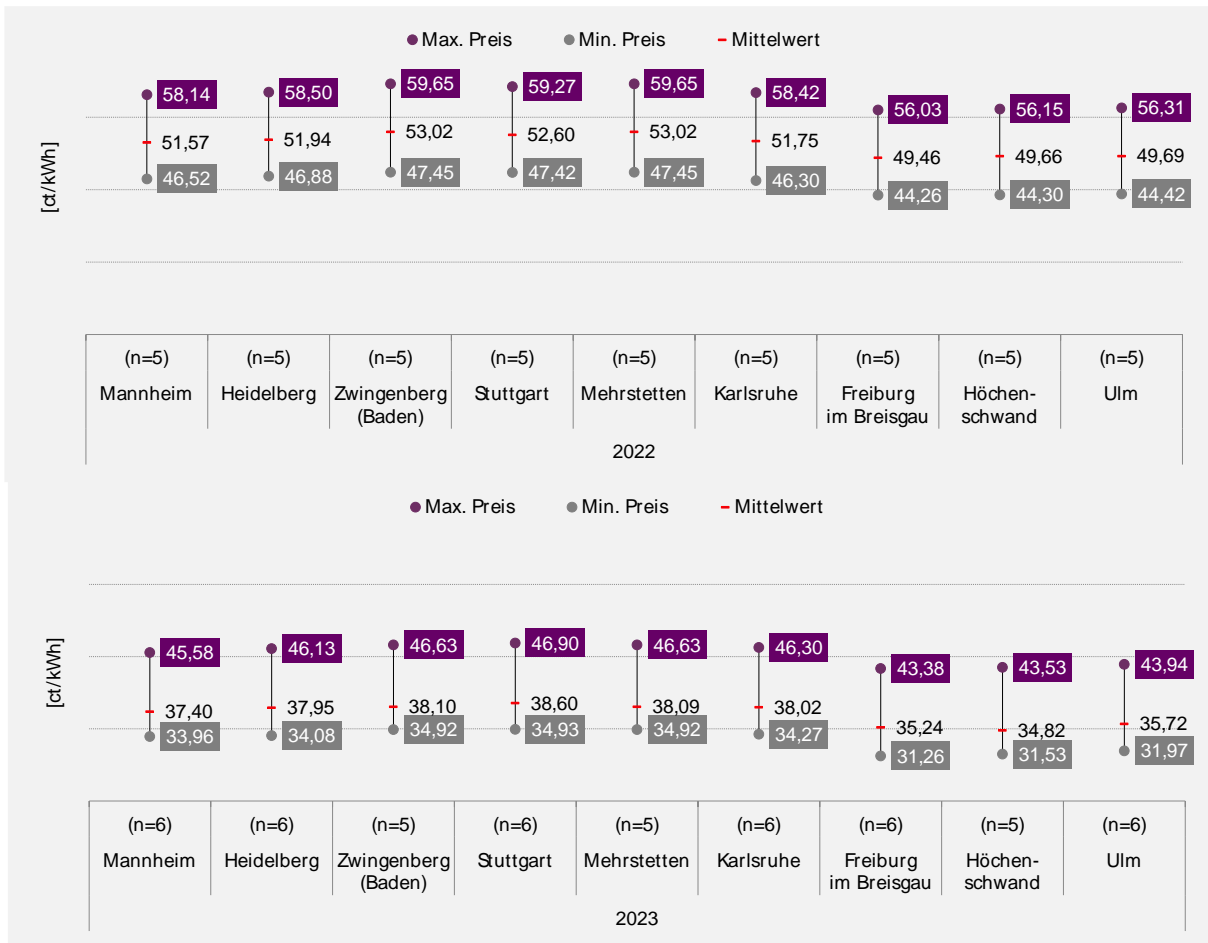 Max. Preis Min. Preis Mittelwert
58,14 58,50 59,65 59,27 59,65 58,42 56,03 56,15 56,31
51,57 51,94 53,02 52,60 53,02 51,75 49,46 49,66 49,69
46,52 46,88 47,45 47,42 47,45 46,30 44,26 44,30 44,42
[ct/kWh]
(n=5) (n=5) (n=5) (n=5) (n=5) (n=5) (n=5) (n=5) (n=5)
Mannheim Heidelberg Zwingenberg Stuttgart Mehrstetten Karlsruhe Freiburg Höchen- Ulm
(Baden) im Breisgau schwand
2022
Max. Preis Min. Preis Mittelwert
45,58 46,13 46,63 46,90 46,63 46,30 43,38 43,53 43,94
37,40 37,95 38,10 38,60 38,09 38,02 35,24 34,82 35,72
33,96 34,08 34,92 34,93 34,92 34,27 31,26 31,53 31,97
[ct/kWh]
(n=6) (n=6) (n=5) (n=6) (n=5) (n=6) (n=6) (n=5) (n=6)
Mannheim Heidelberg Zwingenberg Stuttgart Mehrstetten Karlsruhe Freiburg Höchen- Ulm
(Baden) im Breisgau schwand
2023